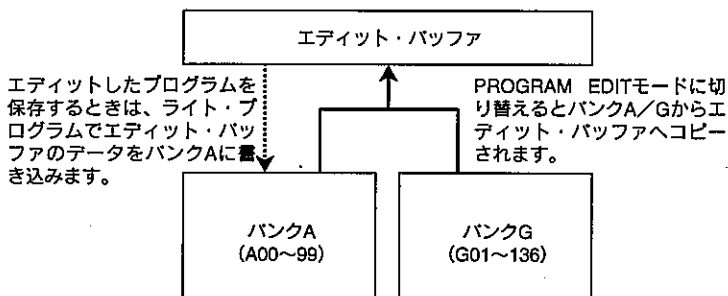 エディット・バッファ
エディットしたプログラムを
保存するときは、ライト・プ
ログラムでエディット・バッ
ファのデータをバンクAに書
き込みます。
PROGRAM EDITモードに切
り替えるとバンクA／Gからエ
ディット・バッファへコピー
されます。
バンクA
(A00〜99)
バンクG
(G01〜136)